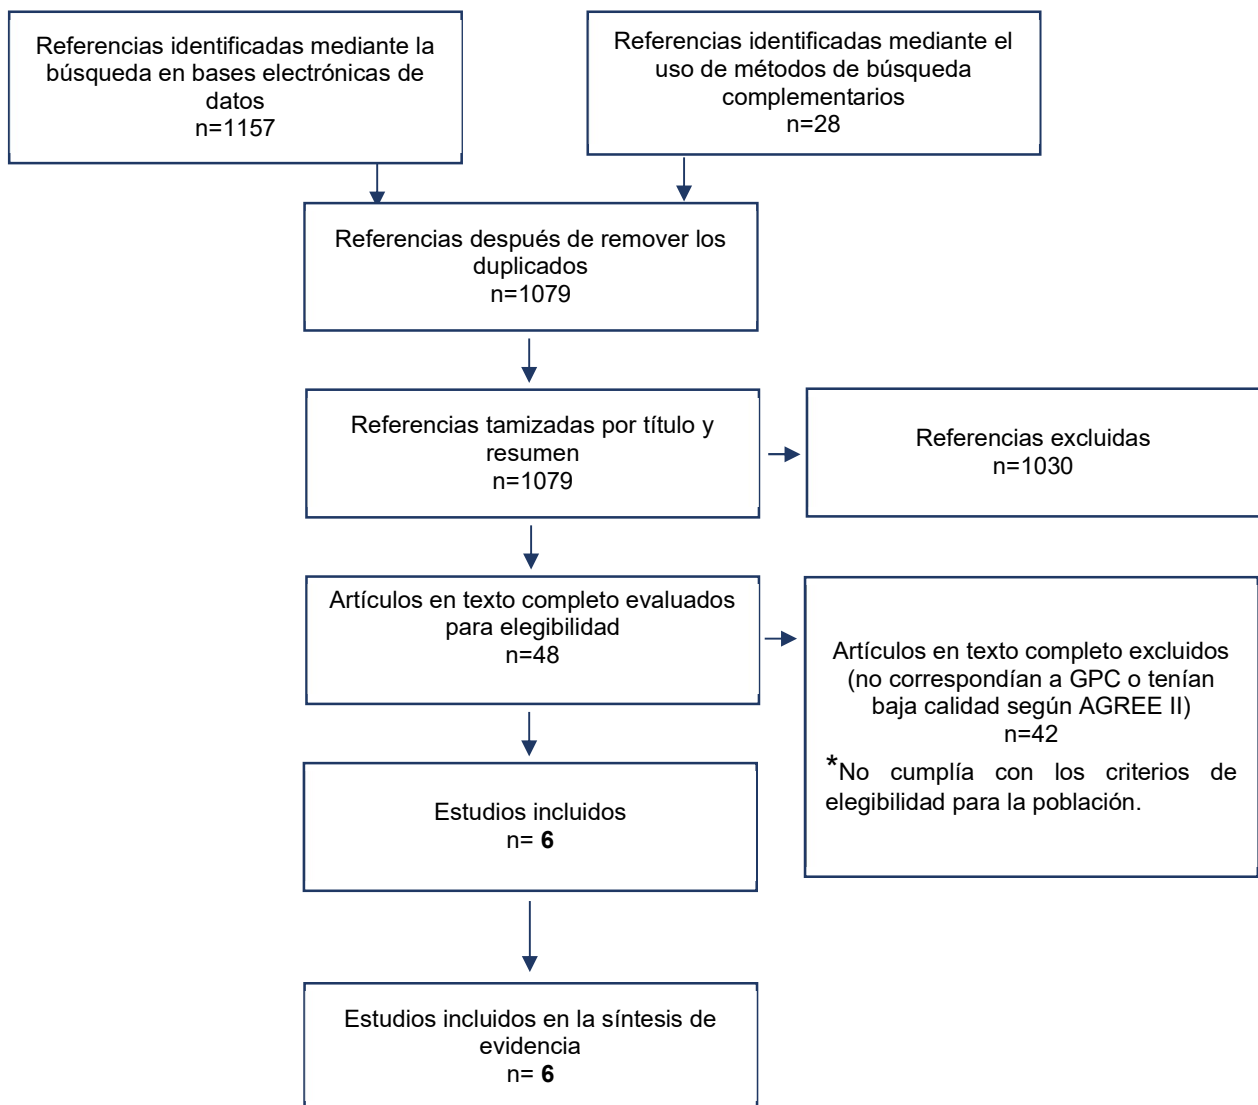 Referencias identificadas mediante la
búsqueda en bases electrónicas de
datos
n=1157
Referencias identificadas mediante el
uso de métodos de búsqueda
complementarios
n=28
Referencias después de remover los
duplicados
n=1079
Referencias tamizadas por título y
resumen
n=1079
Referencias excluidas
n=1030
Artículos en texto completo evaluados
para elegibilidad
n=48
Artículos en texto completo excluidos
(no correspondían a GPC o tenían
baja calidad según AGREE II)
n=42
*No cumplía con los criterios de
elegibilidad para la población.
Estudios incluidos
n= 6
Estudios incluidos en la síntesis de
evidencia
n= 6